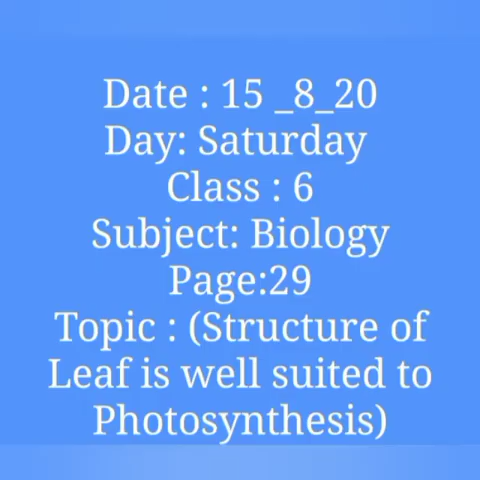 Date : 15 _8_20
Day: Saturday
Class : 6
Subject: Biology
Page:29
Topic : (Structure of
Leaf is well suited to
Photosynthesis)